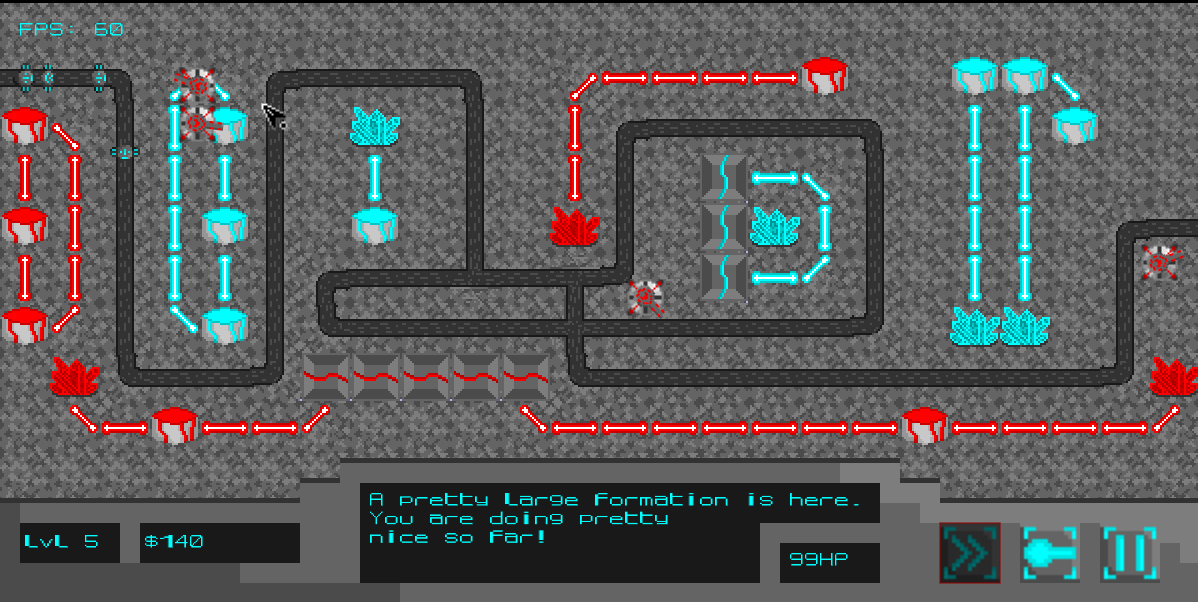 FPS: 60
A pretty large formation is here.
You are doing pretty
nice so far!
Lvl 5
$140
99HP